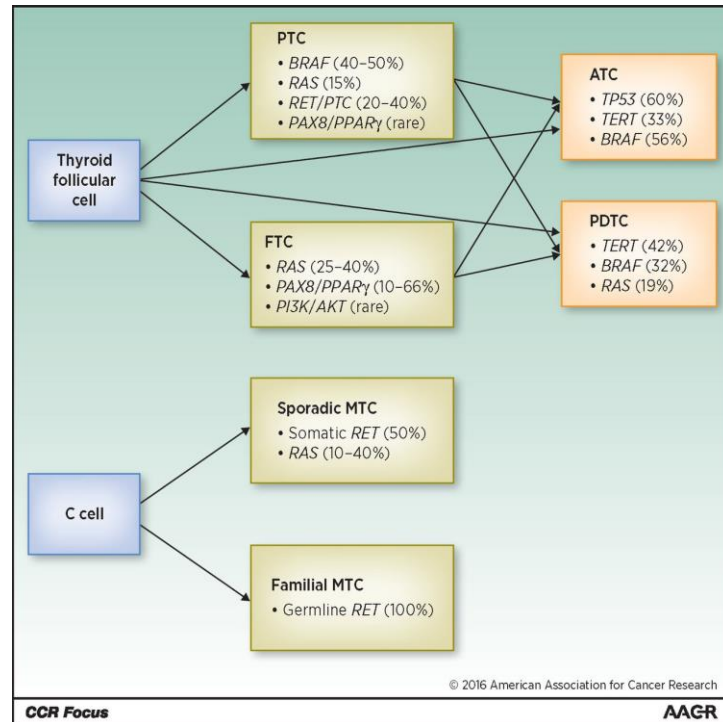 PTC
• BRAF (40–50%)
• RAS (15%)
• RET/PTC (20–40%)
• PAX8/PPARγ (rare)
ATC
• TP53 (60%)
• TERT (33%)
• BRAF (56%)
Thyroid
follicular
cell
PDTC
• TERT (42%)
• BRAF (32%)
• RAS (19%)
FTC
• RAS (25–40%)
• PAX8/PPARγ (10–66%)
• PI3K/AKT (rare)
Sporadic MTC
• Somatic RET (50%)
• RAS (10–40%)
C cell
Familial MTC
• Germline RET (100%)
© 2016 American Association for Cancer Research
CCR Focus
AACR